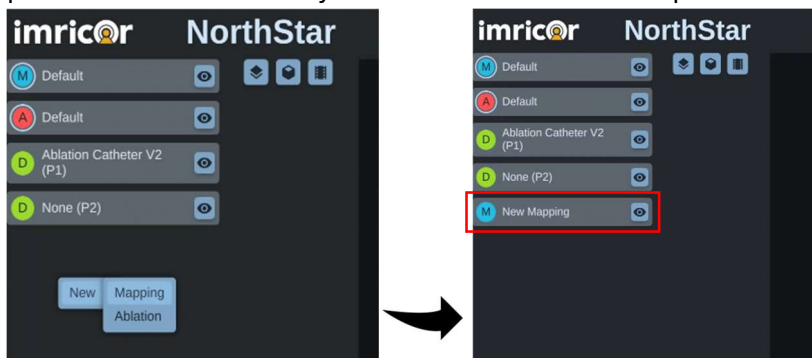 imricor NorthStar
M Default
A Default
D Ablation Catheter V2
(P1)
D None (P2)
New Mapping
Ablation
imricor NorthStar
M Default
A Default
D Ablation Catheter V2
(P1)
D None (P2)
M New Mapping